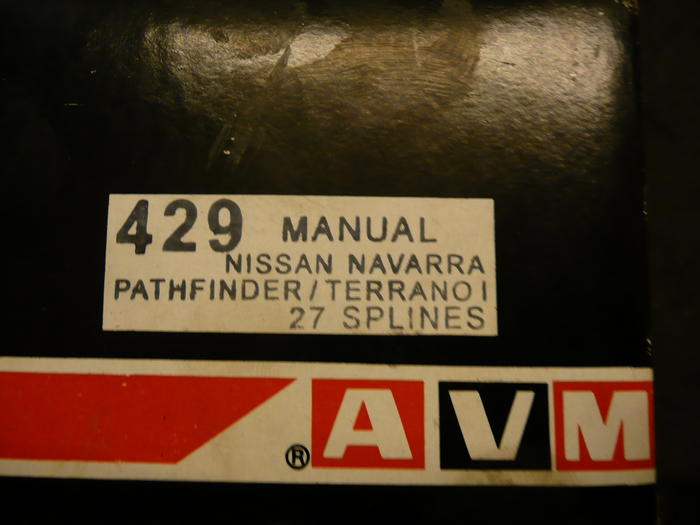 429 MANUAL
NISSAN NAVARRA
PATHFINDER/TERRANO I
27 SPLINES
® AVM